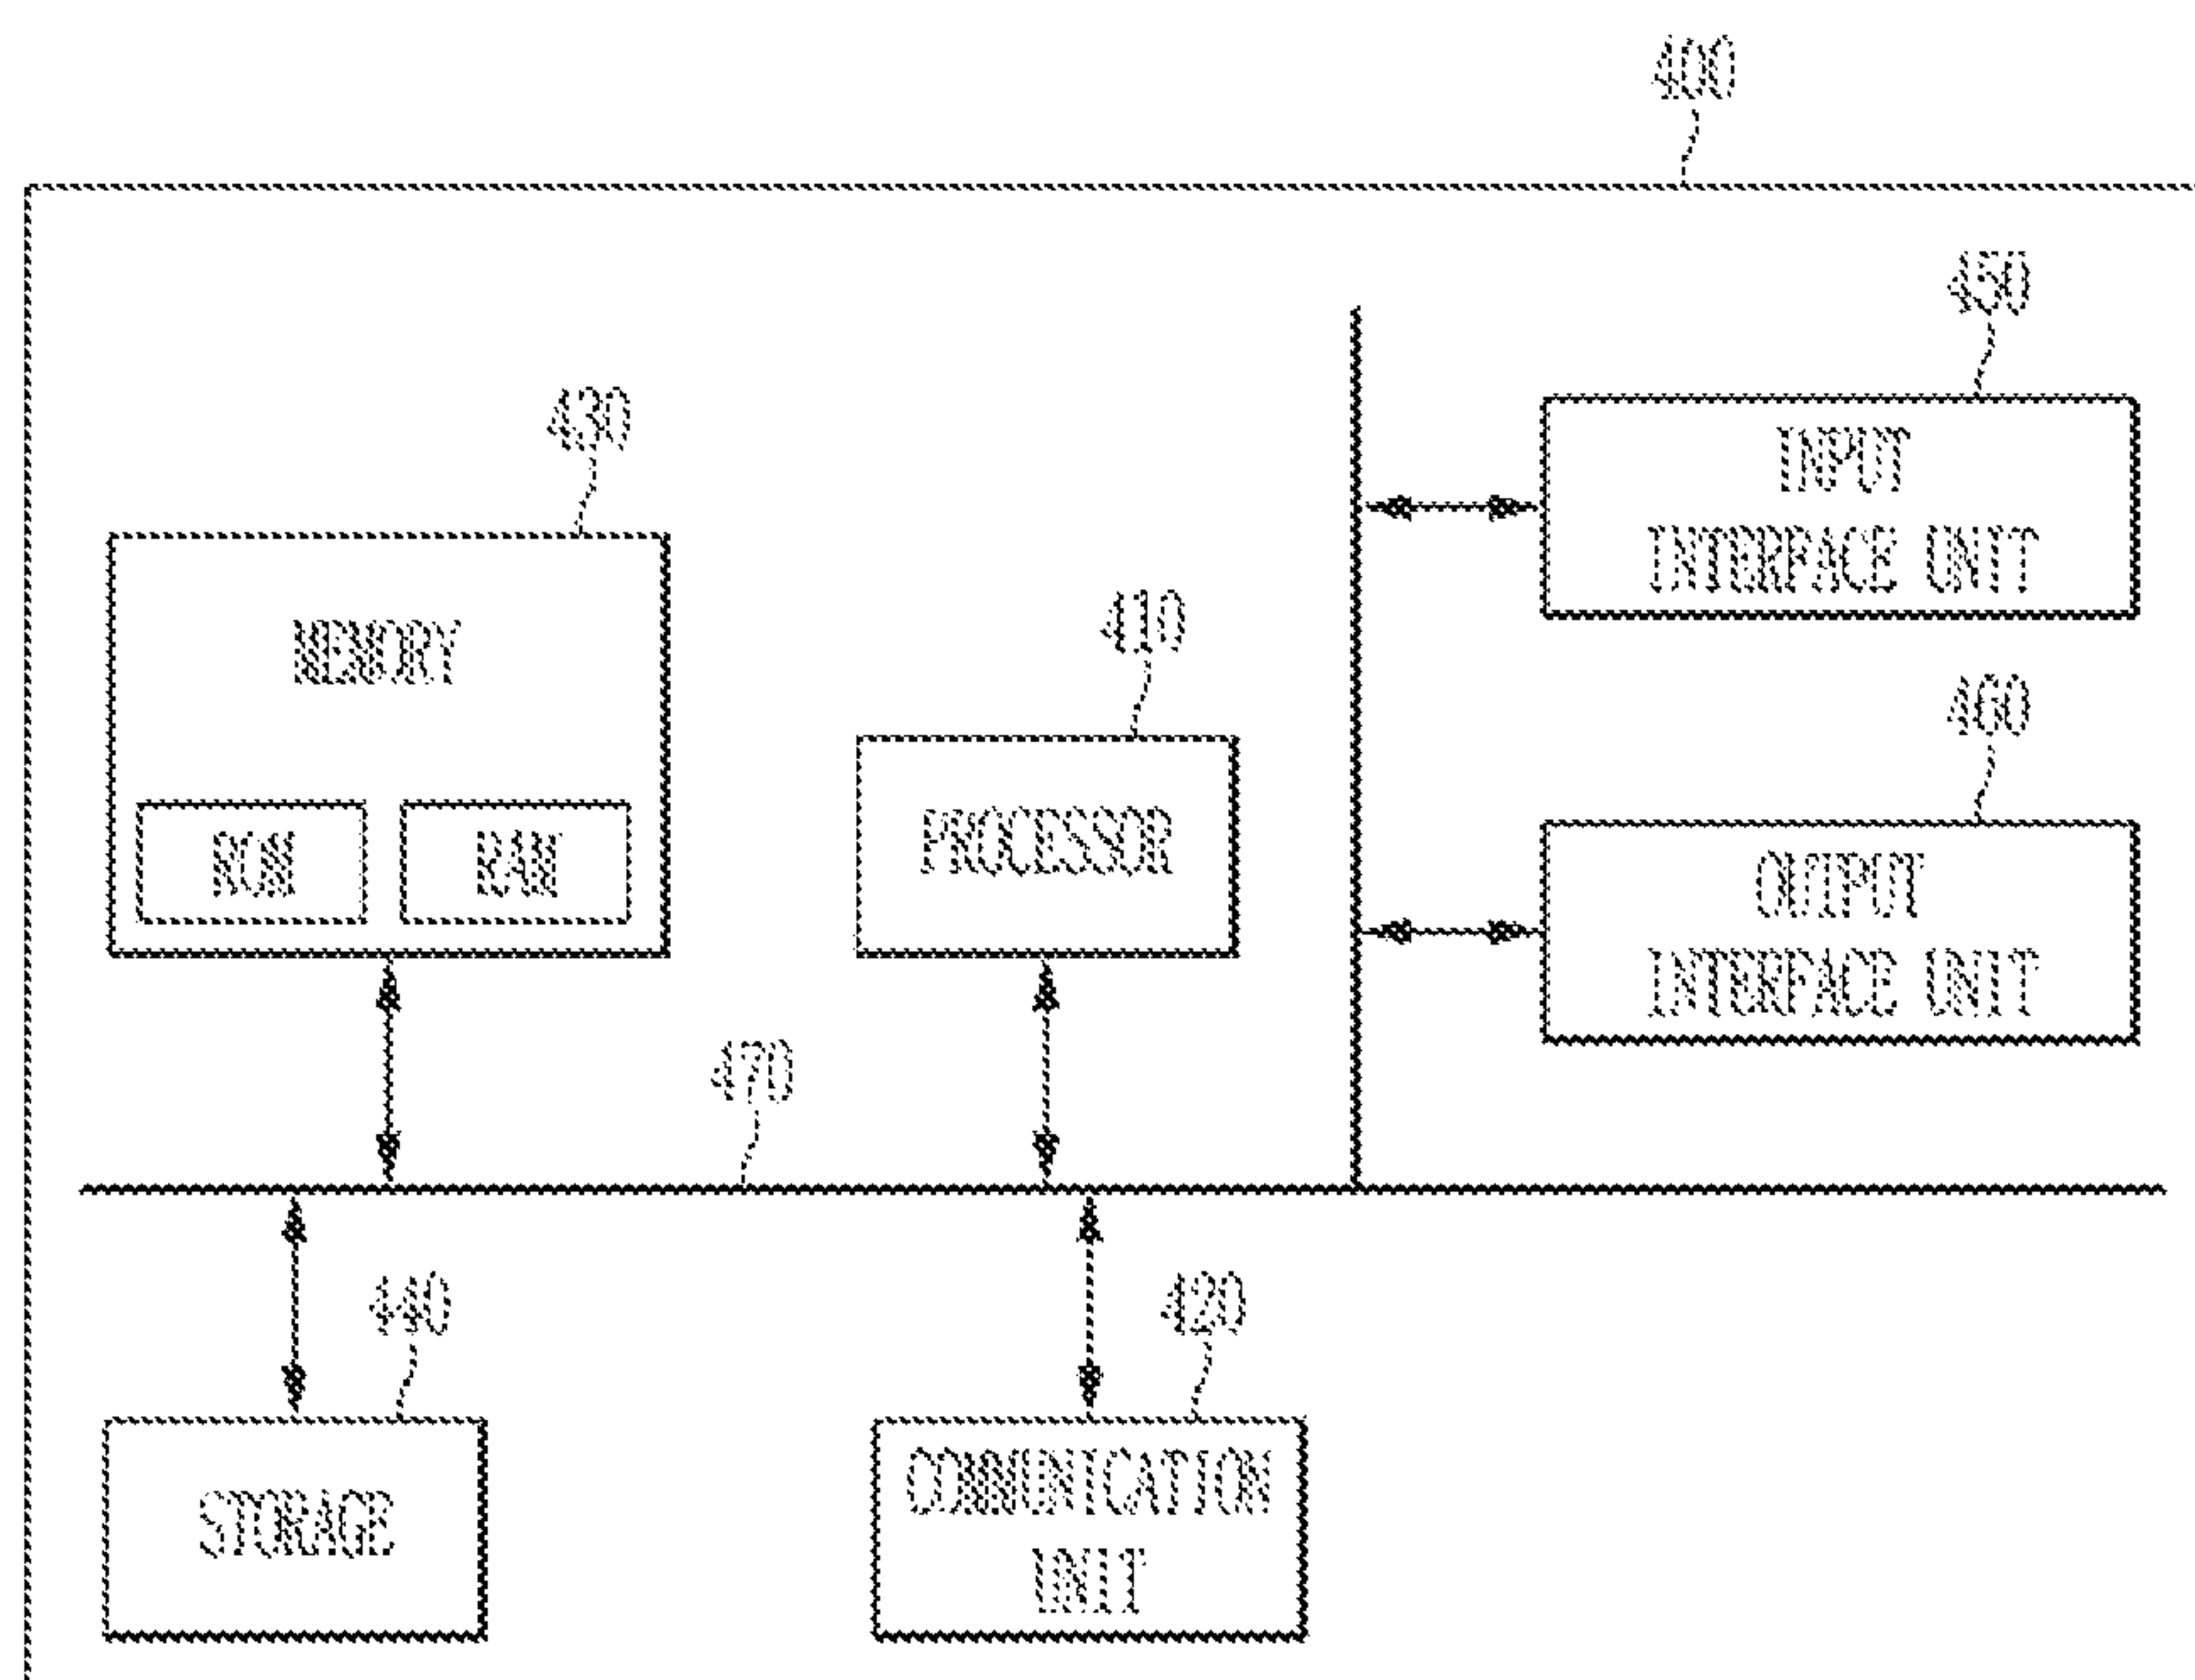 400
450
430
INPUT
INTERFACE UNIT
MEMORY
410
460
PROCESSOR
ROM
RAM
OUTPUT
INTERFACE UNIT
470
440
420
STORAGE
COMMUNICATION
UNIT